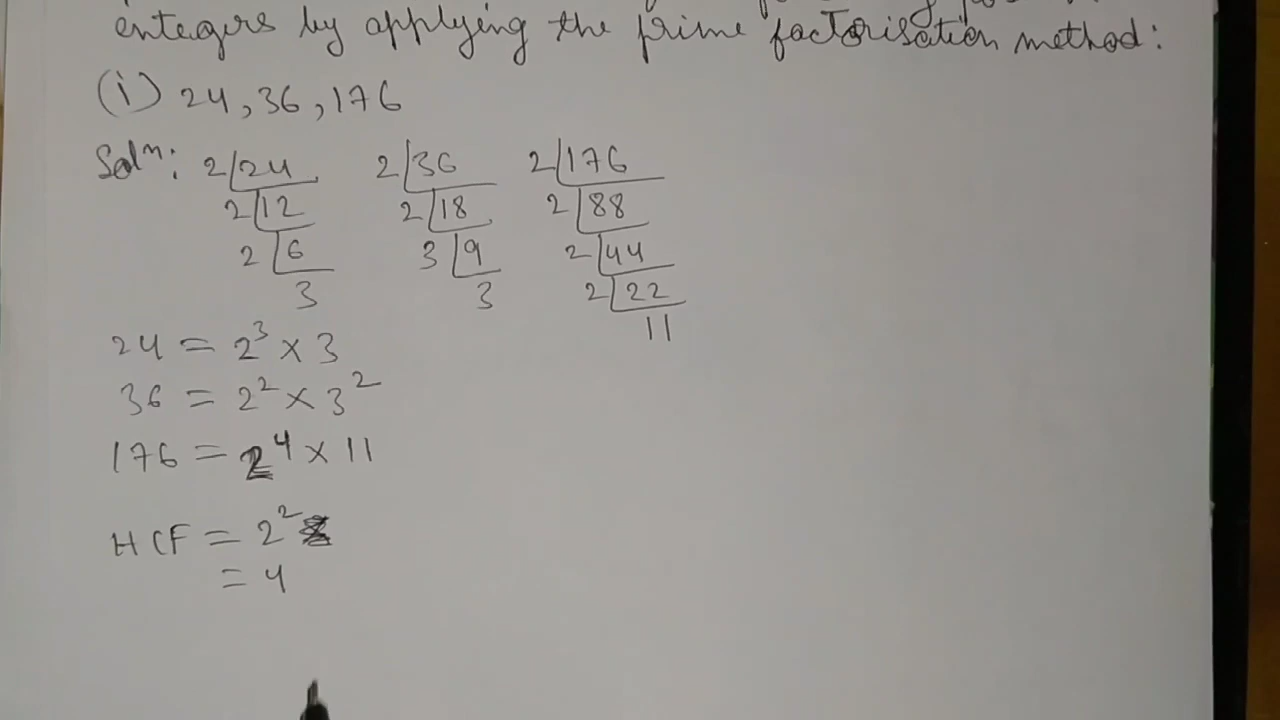 integers by applying the prime factorisation method:
(i) 24, 36, 176
Solⁿ: 2|24 2|36 2|176
2|12 2|18 2|88
2|6 3|9 2|44
3 3 2|22
11
24 = 2³ × 3
36 = 2² × 3²
176 = 2⁴ × 11
HCF = 2²
= 4